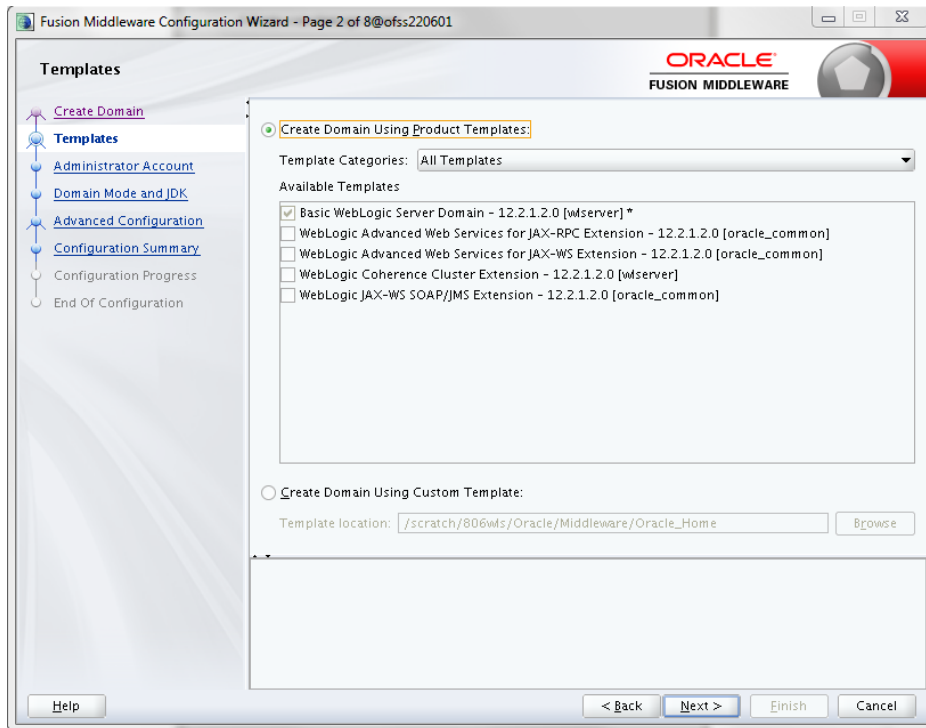 Fusion Middleware Configuration Wizard - Page 2 of 8@ofss220601
Templates
ORACLE
FUSION MIDDLEWARE
Create Domain
Templates
Administrator Account
Domain Mode and JDK
Advanced Configuration
Configuration Summary
Configuration Progress
End Of Configuration
Create Domain Using Product Templates:
Template Categories: All Templates
Available Templates
Basic WebLogic Server Domain - 12.2.1.2.0 [wlserver] *
WebLogic Advanced Web Services for JAX-RPC Extension - 12.2.1.2.0 [oracle_common]
WebLogic Advanced Web Services for JAX-WS Extension - 12.2.1.2.0 [oracle_common]
WebLogic Coherence Cluster Extension - 12.2.1.2.0 [wlserver]
WebLogic JAX-WS SOAP/JMS Extension - 12.2.1.2.0 [oracle_common]
Create Domain Using Custom Template:
Template location: /scratch/806wls/Oracle/Middleware/Oracle_Home Browse
Help < Back Next > Finish Cancel